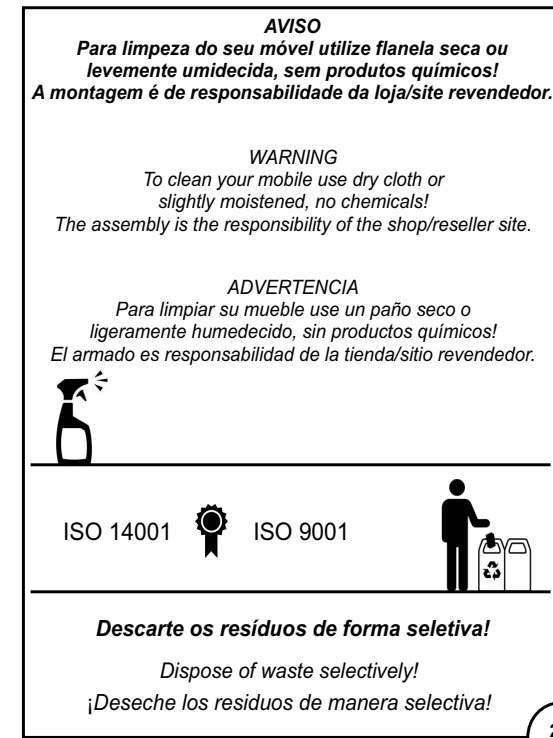 AVISO
Para limpeza do seu móvel utilize flanela seca ou
levemente umidecida, sem produtos químicos!
A montagem é de responsabilidade da loja/site revendedor.
WARNING
To clean your mobile use dry cloth or
slightly moistened, no chemicals!
The assembly is the responsibility of the shop/reseller site.
ADVERTENCIA
Para limpiar su mueble use un paño seco o
ligeramente humedecido, sin productos químicos!
El armado es responsabilidad de la tienda/sitio revendedor.
ISO 14001 ISO 9001
Descarte os resíduos de forma seletiva!
Dispose of waste selectively!
¡Deseche los residuos de manera selectiva!